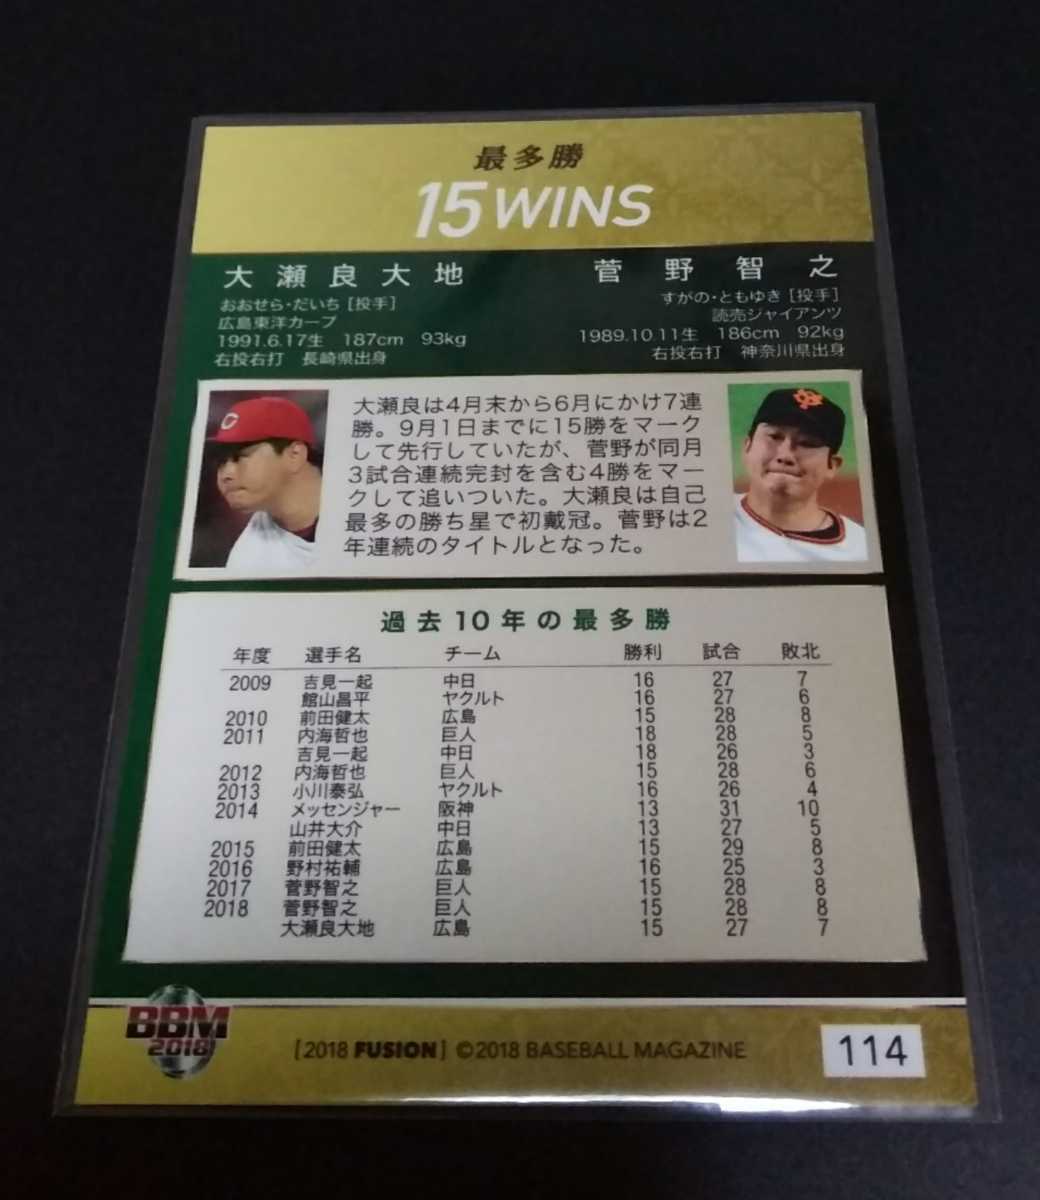 最多勝
15 WINS
大瀬良大地
おおせら・だいち [投手]
広島東洋カープ
1991.6.17生 187cm 93kg
右投右打 長崎県出身
菅野智之
すがの・ともゆき [投手]
読売ジャイアンツ
1989.10.11生 186cm 92kg
右投右打 神奈川県出身
C
大瀬良は4月末から6月にかけ7連
勝。9月1日までに15勝をマーク
して先行していたが、菅野が同月
3試合連続完封を含む4勝をマー
クして追いついた。大瀬良は自己
最多の勝ち星で初戴冠。菅野は2
年連続のタイトルとなった。
過去10年の最多勝
年度 選手名 チーム 勝利 試合 敗北
2009 吉見一起 中日 16 27 7
館山昌平 ヤクルト 16 27 6
2010 前田健太 広島 15 28 8
2011 内海哲也 巨人 18 28 5
吉見一起 中日 18 26 3
2012 内海哲也 巨人 15 28 6
2013 小川泰弘 ヤクルト 16 26 4
2014 メッセンジャー 阪神 13 31 10
山井大介 中日 13 27 5
2015 前田健太 広島 15 29 8
2016 野村祐輔 広島 16 25 3
2017 菅野智之 巨人 15 28 8
2018 菅野智之 巨人 15 28 8
大瀬良大地 広島 15 27 7
BBM
2018
[2018 FUSION] ©2018 BASEBALL MAGAZINE
114